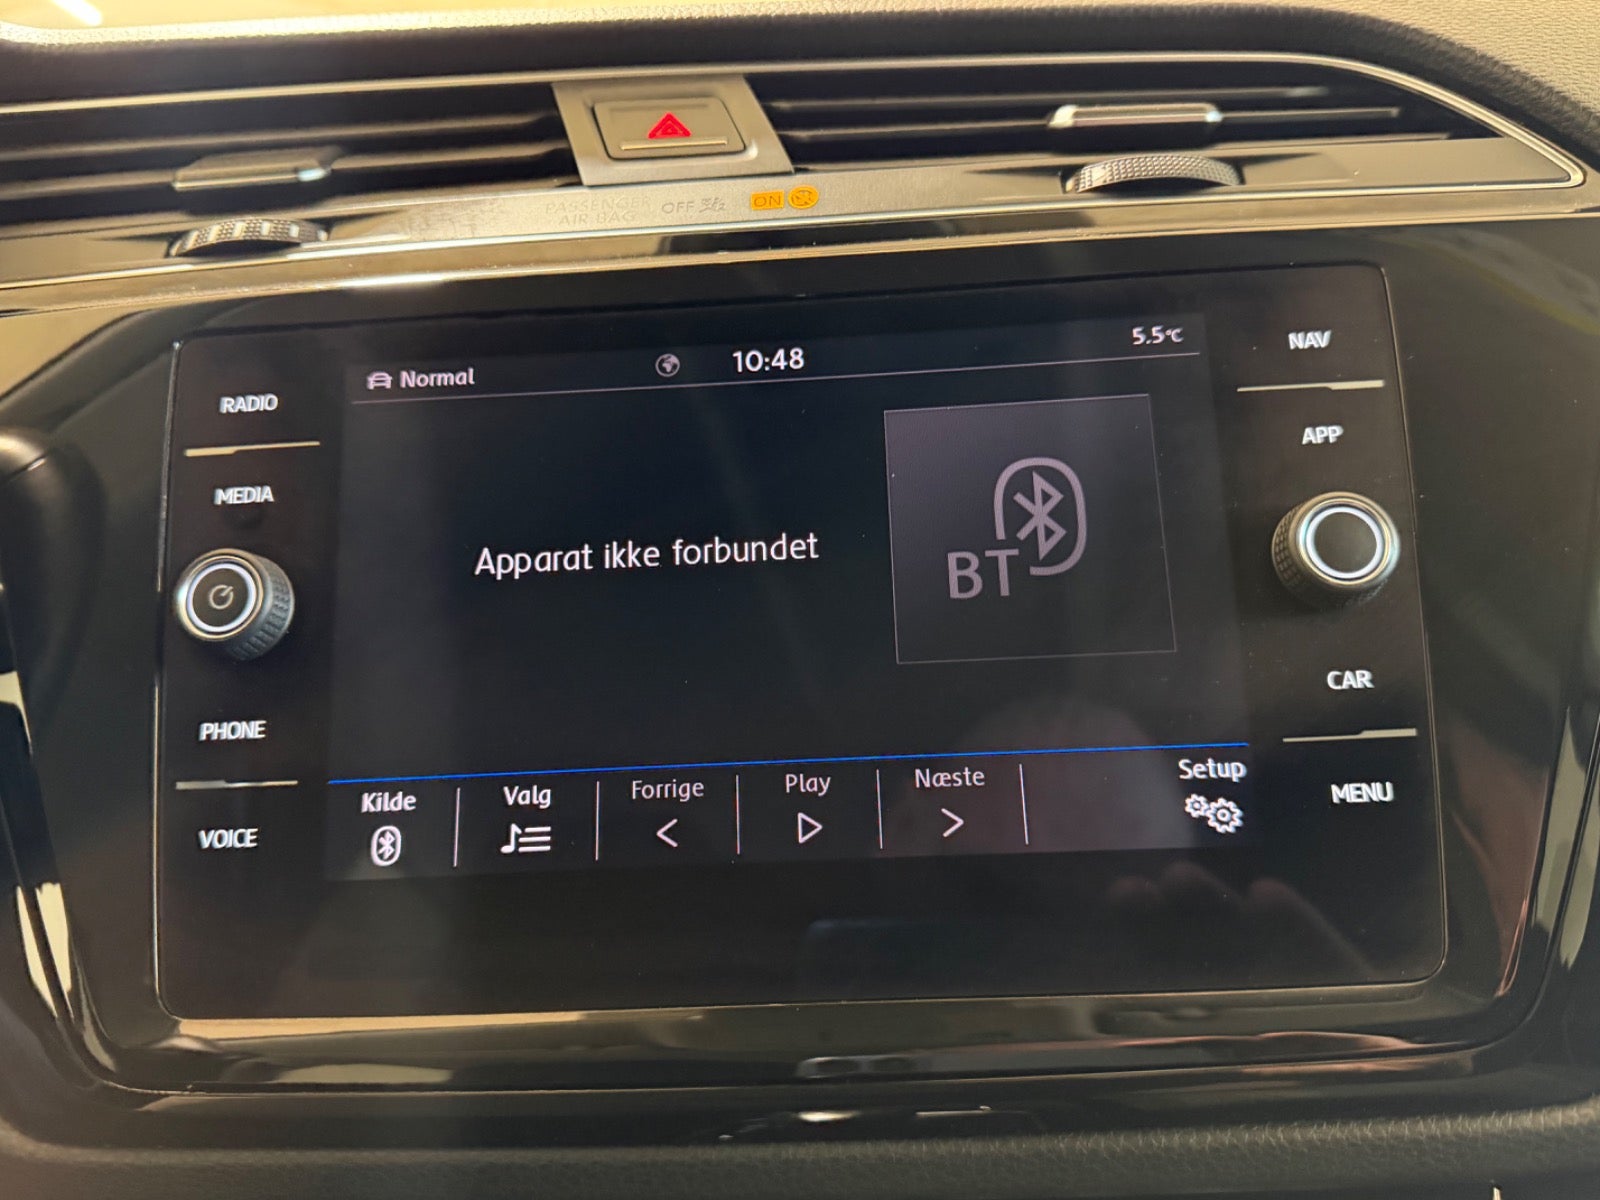 PASSENGER
AIR BAG
OFF
ON
RADIO
MEDIA
PHONE
VOICE
Normal
10:48
5.5°C
Apparat ikke forbundet
BT
Kilde
Valg
Forrige
Play
Næste
Setup
NAV
APP
CAR
MENU